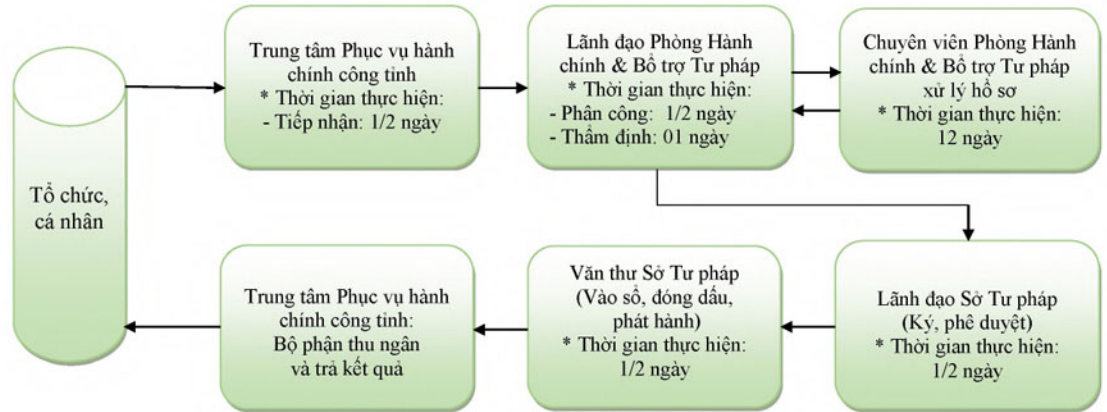 Tổ chức,
cá nhân
Trung tâm Phục vụ hành
chính công tỉnh
* Thời gian thực hiện:
- Tiếp nhận: 1/2 ngày
Lãnh đạo Phòng Hành
chính & Bổ trợ Tư pháp
* Thời gian thực hiện:
- Phân công: 1/2 ngày
- Thẩm định: 01 ngày
Chuyên viên Phòng Hành
chính & Bổ trợ Tư pháp
xử lý hồ sơ
* Thời gian thực hiện:
12 ngày
Lãnh đạo Sở Tư pháp
(Ký, phê duyệt)
* Thời gian thực hiện:
1/2 ngày
Văn thư Sở Tư pháp
(Vào sổ, đóng dấu,
phát hành)
* Thời gian thực hiện:
1/2 ngày
Trung tâm Phục vụ hành
chính công tỉnh:
Bộ phận thu ngân
và trả kết quả